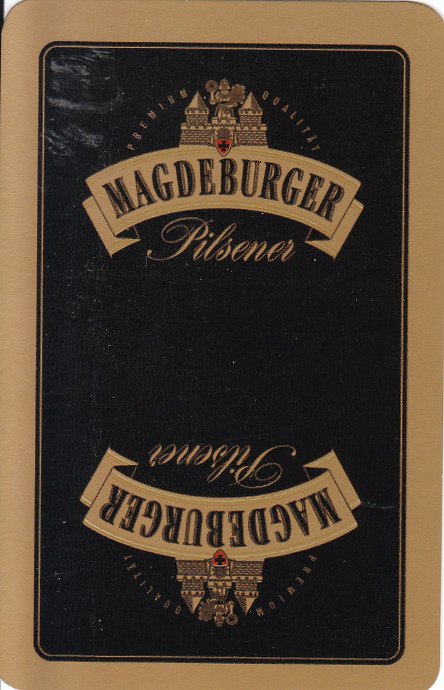 PREMIUM QUALITÄT
MAGDEBURGER
Pilsener
Pilsener
MAGDEBURGER
PREMIUM QUALITÄT